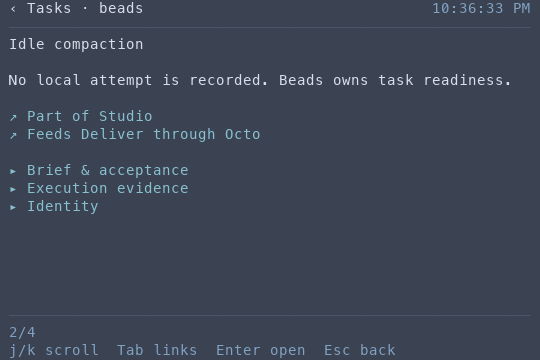 ‹ Tasks · beads 10:36:33 PM
Idle compaction
No local attempt is recorded. Beads owns task readiness.
↗ Part of Studio
↗ Feeds Deliver through Octo
▸ Brief & acceptance
▸ Execution evidence
▸ Identity
2/4
j/k scroll  Tab links  Enter open  Esc back